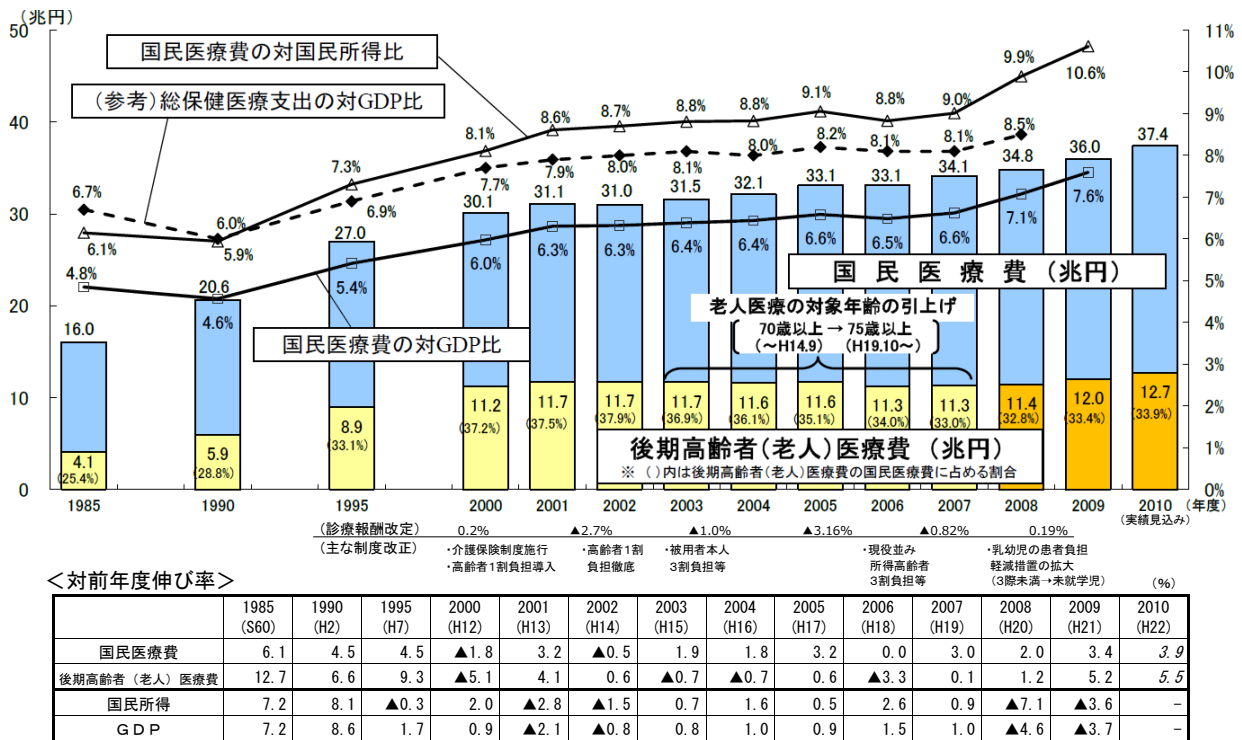 （兆円）
50
40
30
20
10
0
11%
10%
9%
8%
7%
6%
5%
4%
3%
2%
1%
0%
国民医療費の対国民所得比
（参考）総保健医療支出の対GDP比
国民医療費の対GDP比
国 民 医 療 費 （兆円）
老人医療の対象年齢の引上げ
70歳以上 → 75歳以上
（～H14.9） （H19.10～）
後期高齢者（老人）医療費 （兆円）
※ （ ）内は後期高齢者（老人）医療費の国民医療費に占める割合
6.1% 5.9% 7.3% 8.1% 8.6% 8.7% 8.8% 8.8% 9.1% 8.8% 9.0% 9.9% 10.6%
6.7% 6.0% 6.9% 7.7% 7.9% 8.0% 8.1% 8.0% 8.2% 8.1% 8.1% 8.5%
16.0 20.6 27.0 30.1 31.1 31.0 31.5 32.1 33.1 33.1 34.1 34.8 36.0 37.4
4.8% 4.6% 5.4% 6.0% 6.3% 6.3% 6.4% 6.4% 6.6% 6.5% 6.6% 7.1% 7.6%
4.1 5.9 8.9 11.2 11.7 11.7 11.7 11.6 11.6 11.3 11.3 11.4 12.0 12.7
(25.4%) (28.8%) (33.1%) (37.2%) (37.5%) (37.9%) (36.9%) (36.1%) (35.1%) (34.0%) (33.0%) (32.8%) (33.4%) (33.9%)
1985 1990 1995 2000 2001 2002 2003 2004 2005 2006 2007 2008 2009 2010 （年度）
（実績見込み）
（診療報酬改定） 0.2% ▲2.7% ▲1.0% ▲3.16% ▲0.82% 0.19%
（主な制度改正）
・介護保険制度施行
・高齢者1割負担導入
・高齢者1割
負担徹底
・被用者本人
3割負担等
・現役並み
所得高齢者
3割負担等
・乳幼児の患者負担
軽減措置の拡大
（3際未満→未就学児）
＜対前年度伸び率＞
（%）
1985 1990 1995 2000 2001 2002 2003 2004 2005 2006 2007 2008 2009 2010
(S60) (H2) (H7) (H12) (H13) (H14) (H15) (H16) (H17) (H18) (H19) (H20) (H21) (H22)
国民医療費 6.1 4.5 4.5 ▲1.8 3.2 ▲0.5 1.9 1.8 3.2 0.0 3.0 2.0 3.4 3.9
後期高齢者（老人）医療費 12.7 6.6 9.3 ▲5.1 4.1 0.6 ▲0.7 ▲0.7 0.6 ▲3.3 0.1 1.2 5.2 5.5
国民所得 7.2 8.1 ▲0.3 2.0 ▲2.8 ▲1.5 0.7 1.6 0.5 2.6 0.9 ▲7.1 ▲3.6 －
ＧＤＰ 7.2 8.6 1.7 0.9 ▲2.1 ▲0.8 0.8 1.0 0.9 1.5 1.0 ▲4.6 ▲3.7 －